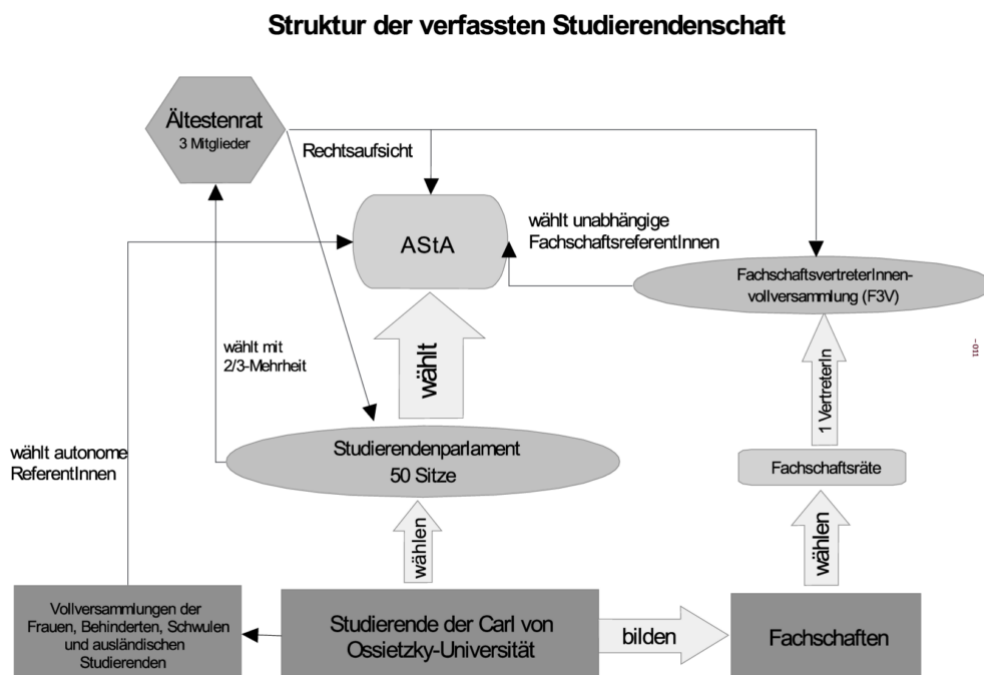 Struktur der verfassten Studierendenschaft
Ältestenrat
3 Mitglieder
Rechtsaufsicht
AStA
wählt unabhängige
FachschaftsreferentInnen
FachschaftsvertreterInnen-
vollversammlung (F3V)
wählt mit
2/3-Mehrheit
wählt
1 VertreterIn
wählt autonome
ReferentInnen
Studierendenparlament
50 Sitze
Fachschaftsräte
wählen
wählen
Vollversammlungen der
Frauen, Behinderten, Schwulen
und ausländischen
Studierenden
Studierende der Carl von
Ossietzky-Universität
bilden
Fachschaften